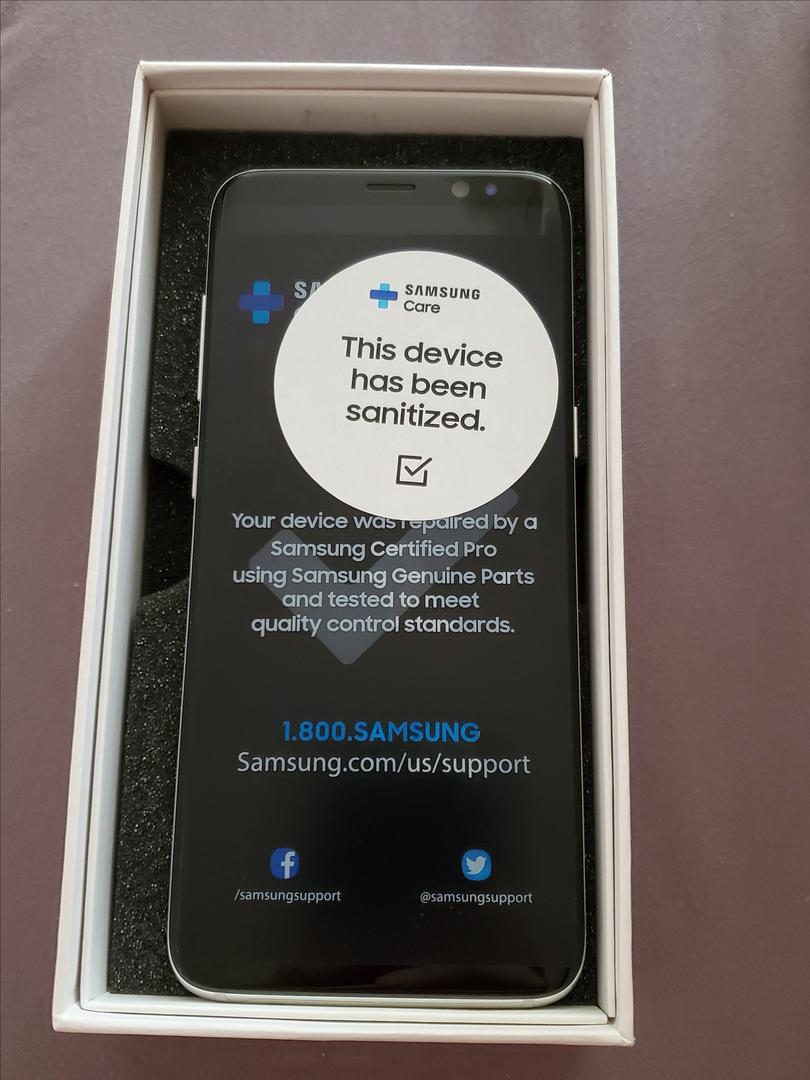 SAMSUNG
Care
This device
has been
sanitized.
Your device was repaired by a
Samsung Certified Pro
using Samsung Genuine Parts
and tested to meet
quality control standards.
1.800.SAMSUNG
Samsung.com/us/support
/samsungsupport
@samsungsupport